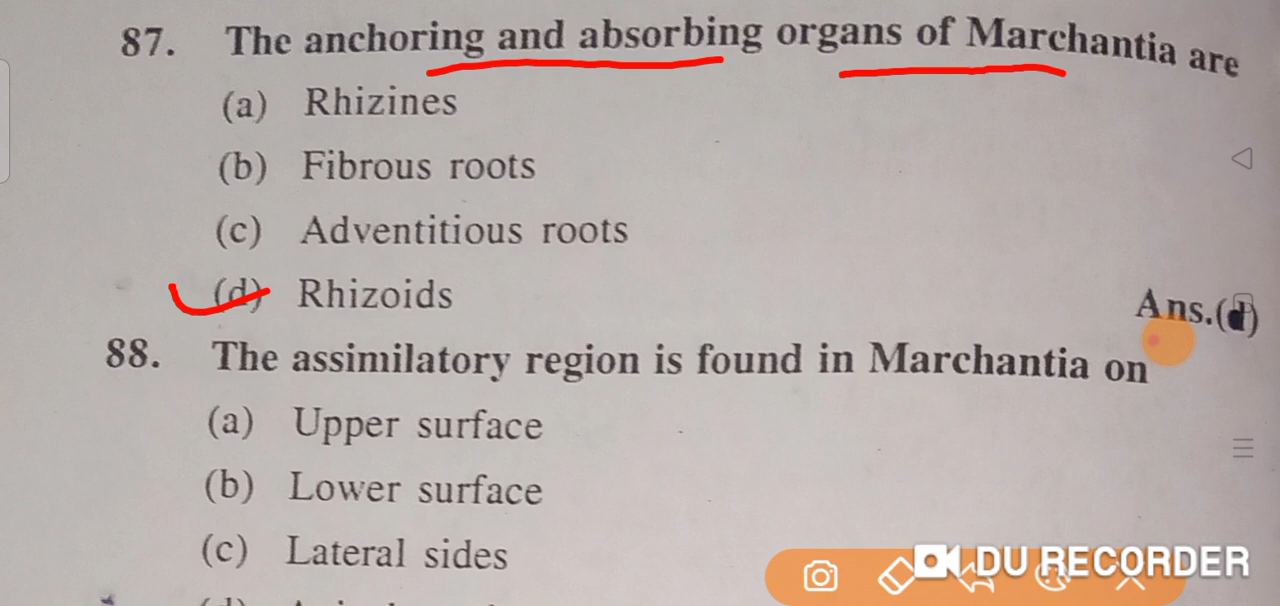 87. The anchoring and absorbing organs of Marchantia are
(a) Rhizines
(b) Fibrous roots
(c) Adventitious roots
(d) Rhizoids
Ans.(d)
88. The assimilatory region is found in Marchantia on
(a) Upper surface
(b) Lower surface
(c) Lateral sides
DU RECORDER